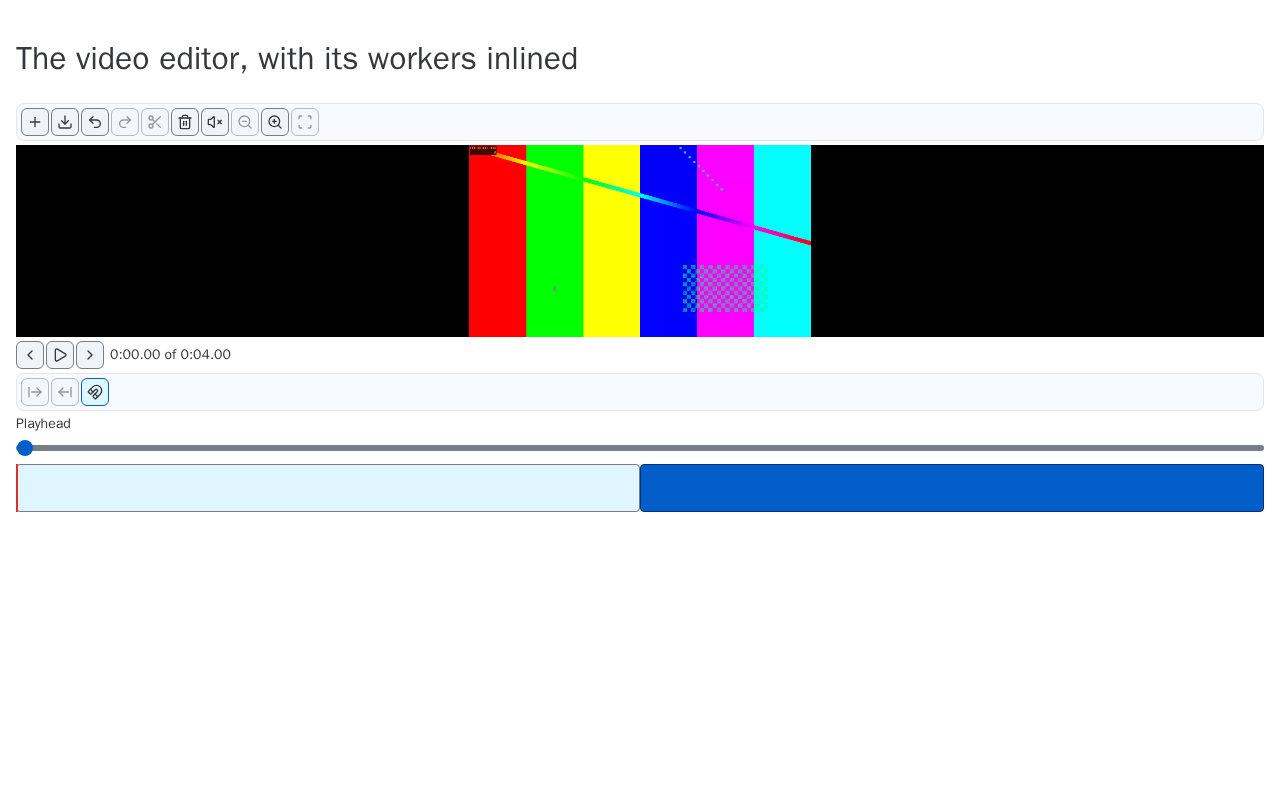 The video editor, with its workers inlined
0:00.00 of 0:04.00
Playhead